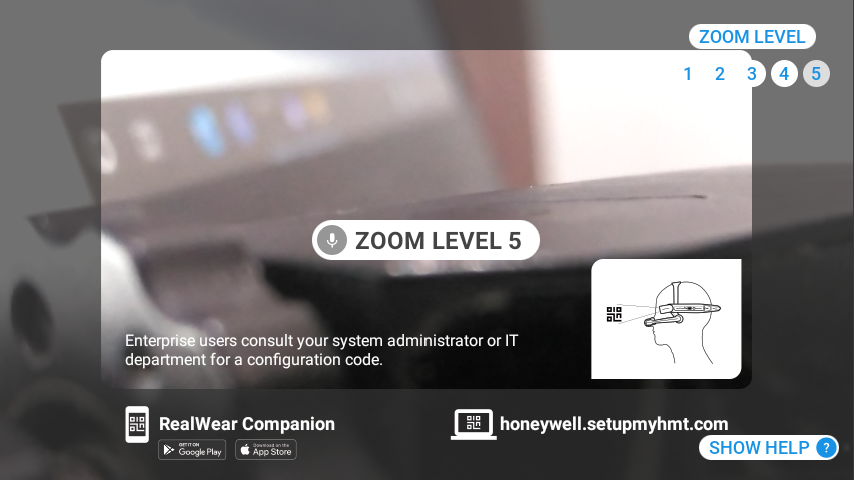 ZOOM LEVEL
1 2 3 4 5
ZOOM LEVEL 5
Enterprise users consult your system administrator or IT
department for a configuration code.
RealWear Companion
GET IT ON
Google Play
Download on the
App Store
honeywell.setupmyhmt.com
SHOW HELP ?